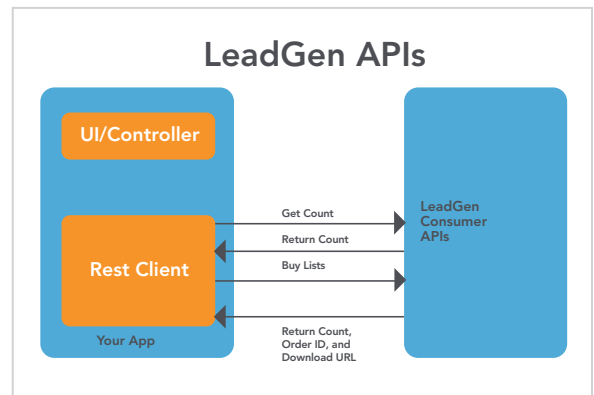 LeadGen APIs
UI/Controller
Rest Client
Your App
Get Count
Return Count
Buy Lists
Return Count,
Order ID, and
Download URL
LeadGen
Consumer
APIs